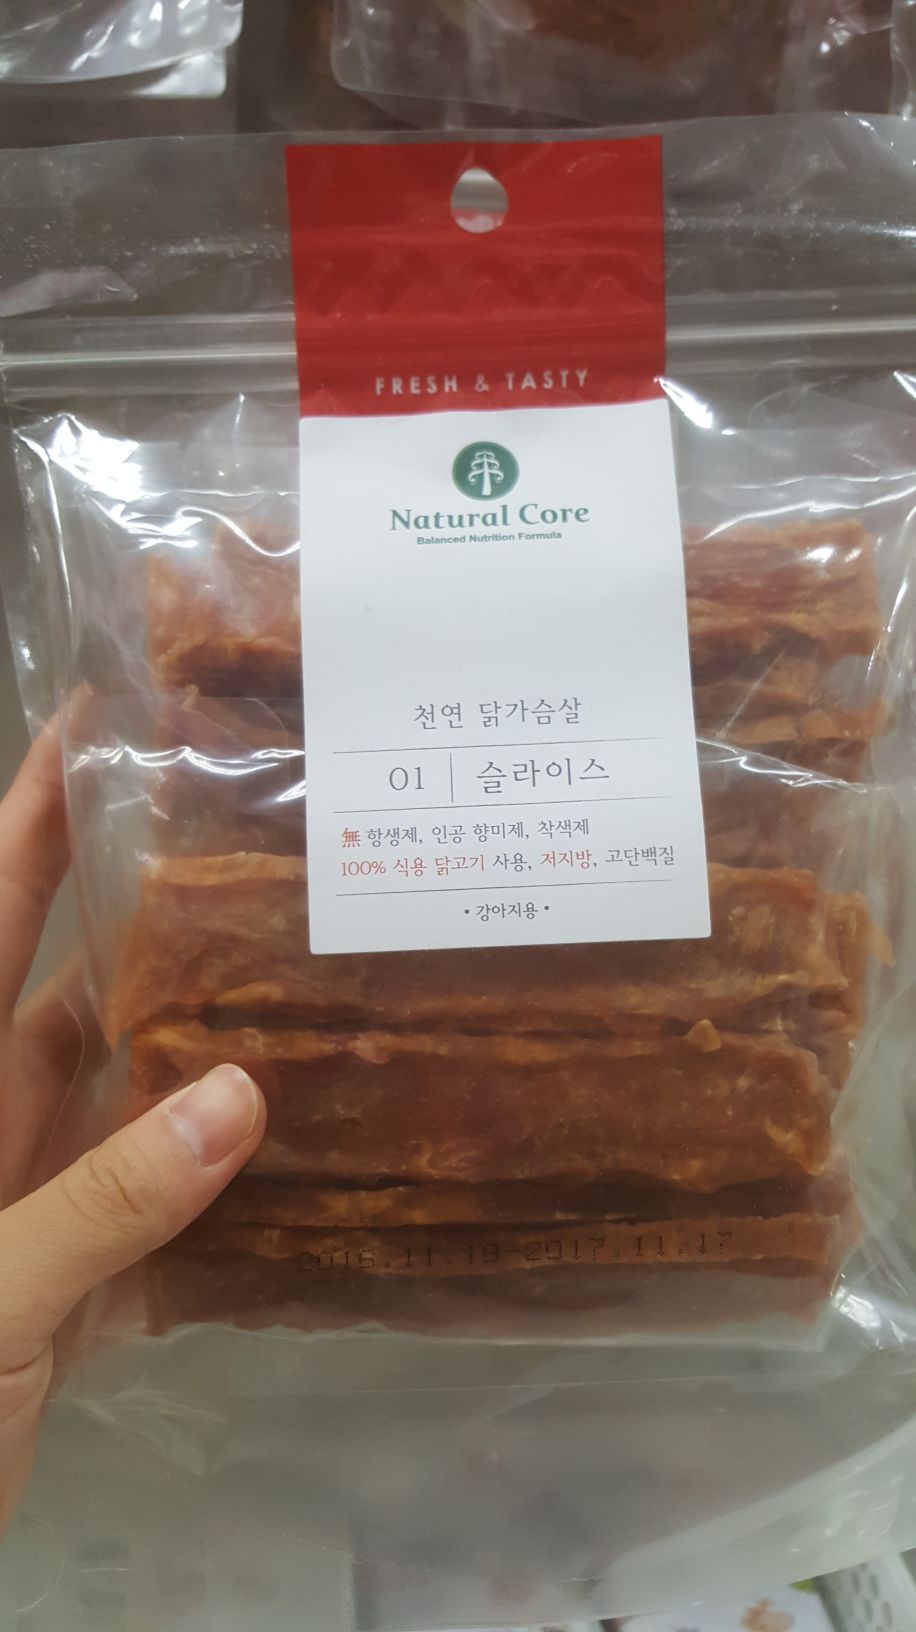 FRESH & TASTY
Natural Core
Balanced Nutrition Formula
천연 닭가슴살
01 | 슬라이스
無 항생제, 인공 향미제, 착색제
100% 식용 닭고기 사용, 저지방, 고단백질
• 강아지용 •
2016.11.18-2017.11.17